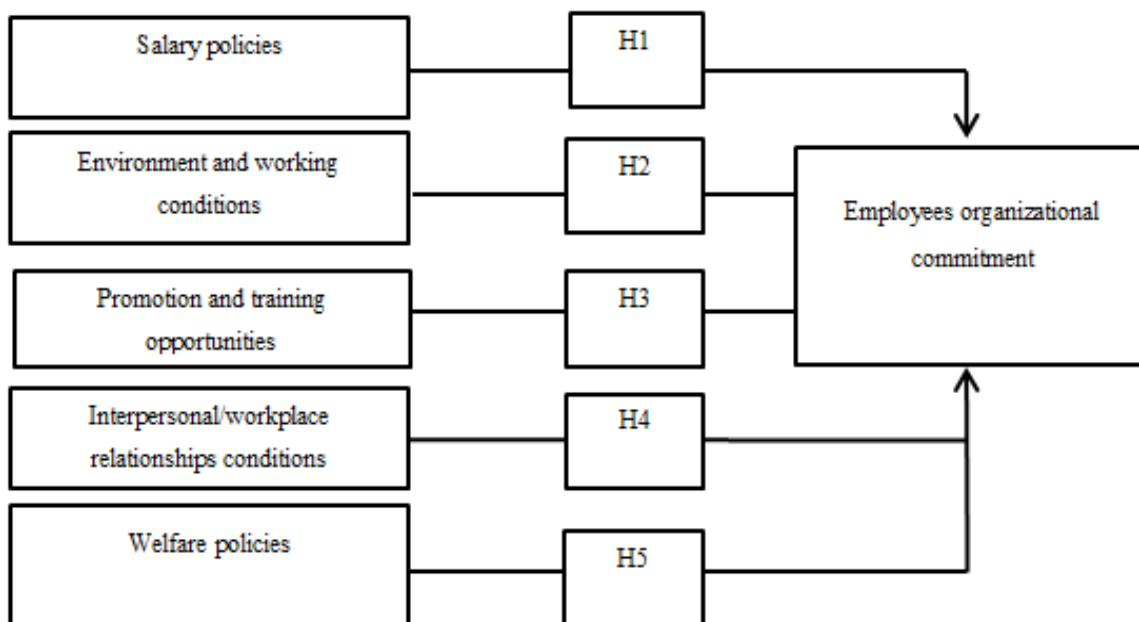 Salary policies
H1
Environment and working
conditions
H2
Employees organizational
commitment
Promotion and training
opportunities
H3
Interpersonal/workplace
relationships conditions
H4
Welfare policies
H5